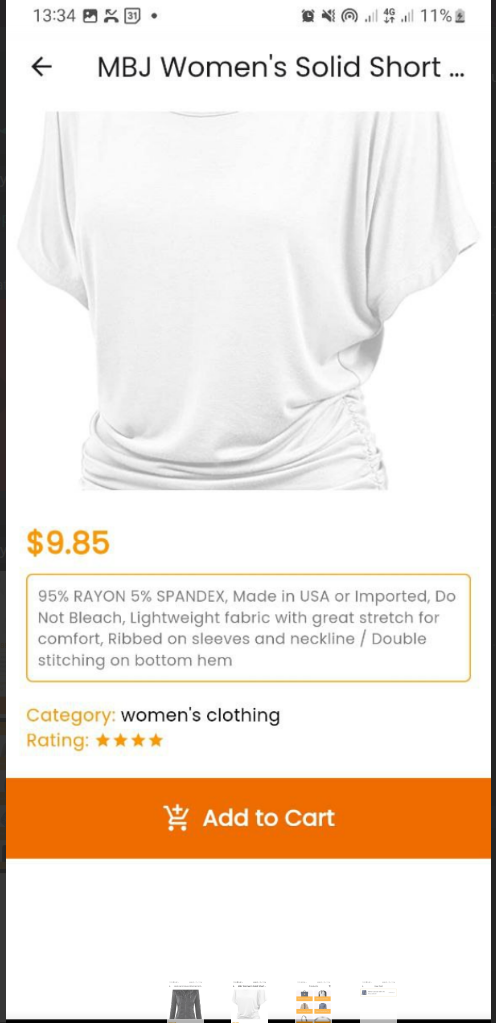 13:34 31 4G 11%
MBJ Women's Solid Short ...
$9.85
95% RAYON 5% SPANDEX, Made in USA or Imported, Do
Not Bleach, Lightweight fabric with great stretch for
comfort, Ribbed on sleeves and neckline / Double
stitching on bottom hem
Category: women's clothing
Rating:
Add to Cart